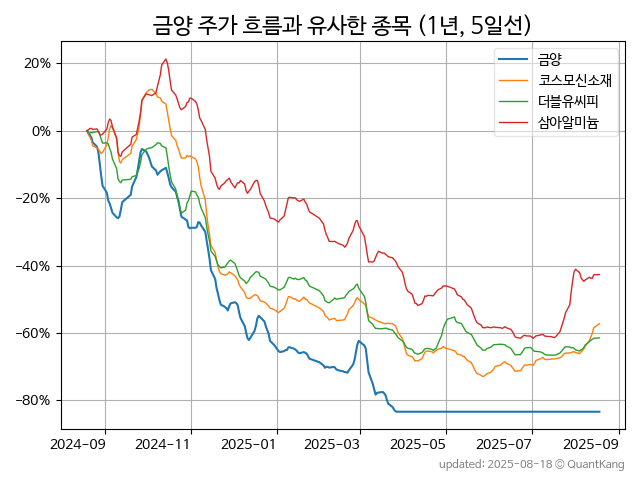 금양 주가 흐름과 유사한 종목 (1년, 5일선)
금양
코스모신소재
더블유씨피
삼아알미늄
20%
0%
−20%
−40%
−60%
−80%
2024-09 2024-11 2025-01 2025-03 2025-05 2025-07 2025-09
updated: 2025-08-18 © QuantKang